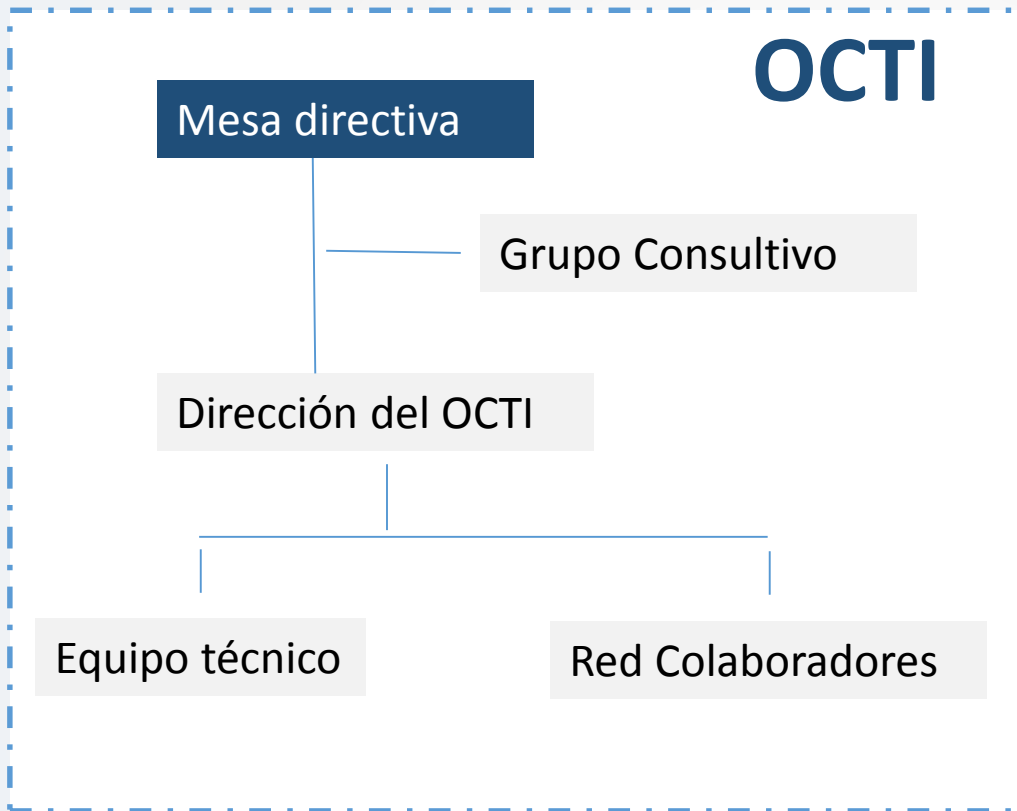 OCTI
Mesa directiva
Grupo Consultivo
Dirección del OCTI
Equipo técnico
Red Colaboradores